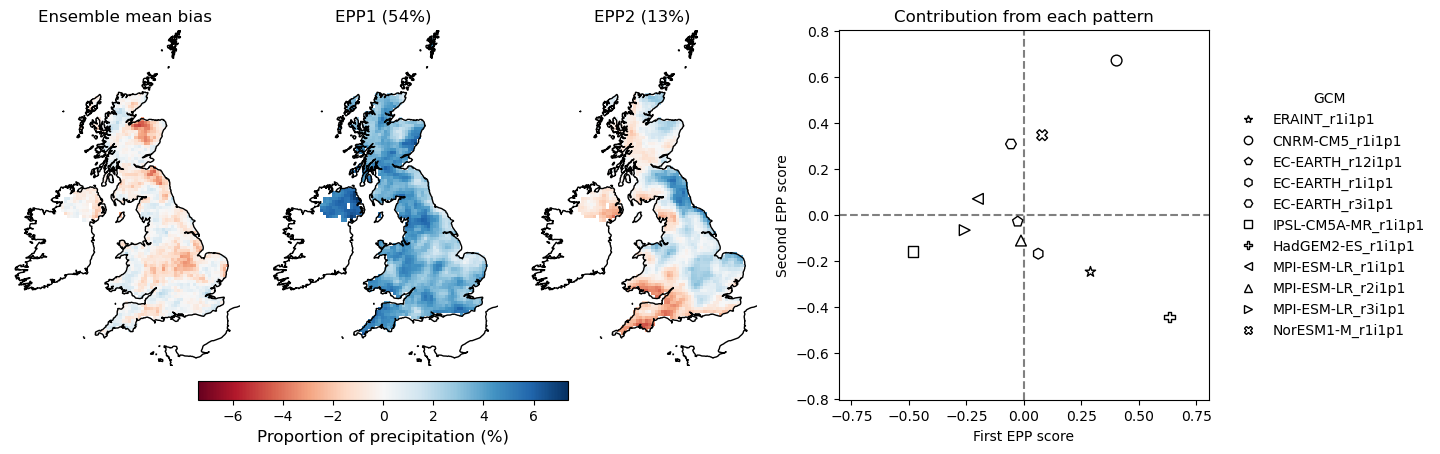 Ensemble mean bias
EPP1 (54%)
EPP2 (13%)
−6 −4 −2 0 2 4 6
Proportion of precipitation (%)
Contribution from each pattern
0.8
0.6
0.4
0.2
0.0
−0.2
−0.4
−0.6
−0.8
Second EPP score
−0.75 −0.50 −0.25 0.00 0.25 0.50 0.75
First EPP score
GCM
ERAINT_r1i1p1
CNRM-CM5_r1i1p1
EC-EARTH_r12i1p1
EC-EARTH_r1i1p1
EC-EARTH_r3i1p1
IPSL-CM5A-MR_r1i1p1
HadGEM2-ES_r1i1p1
MPI-ESM-LR_r1i1p1
MPI-ESM-LR_r2i1p1
MPI-ESM-LR_r3i1p1
NorESM1-M_r1i1p1